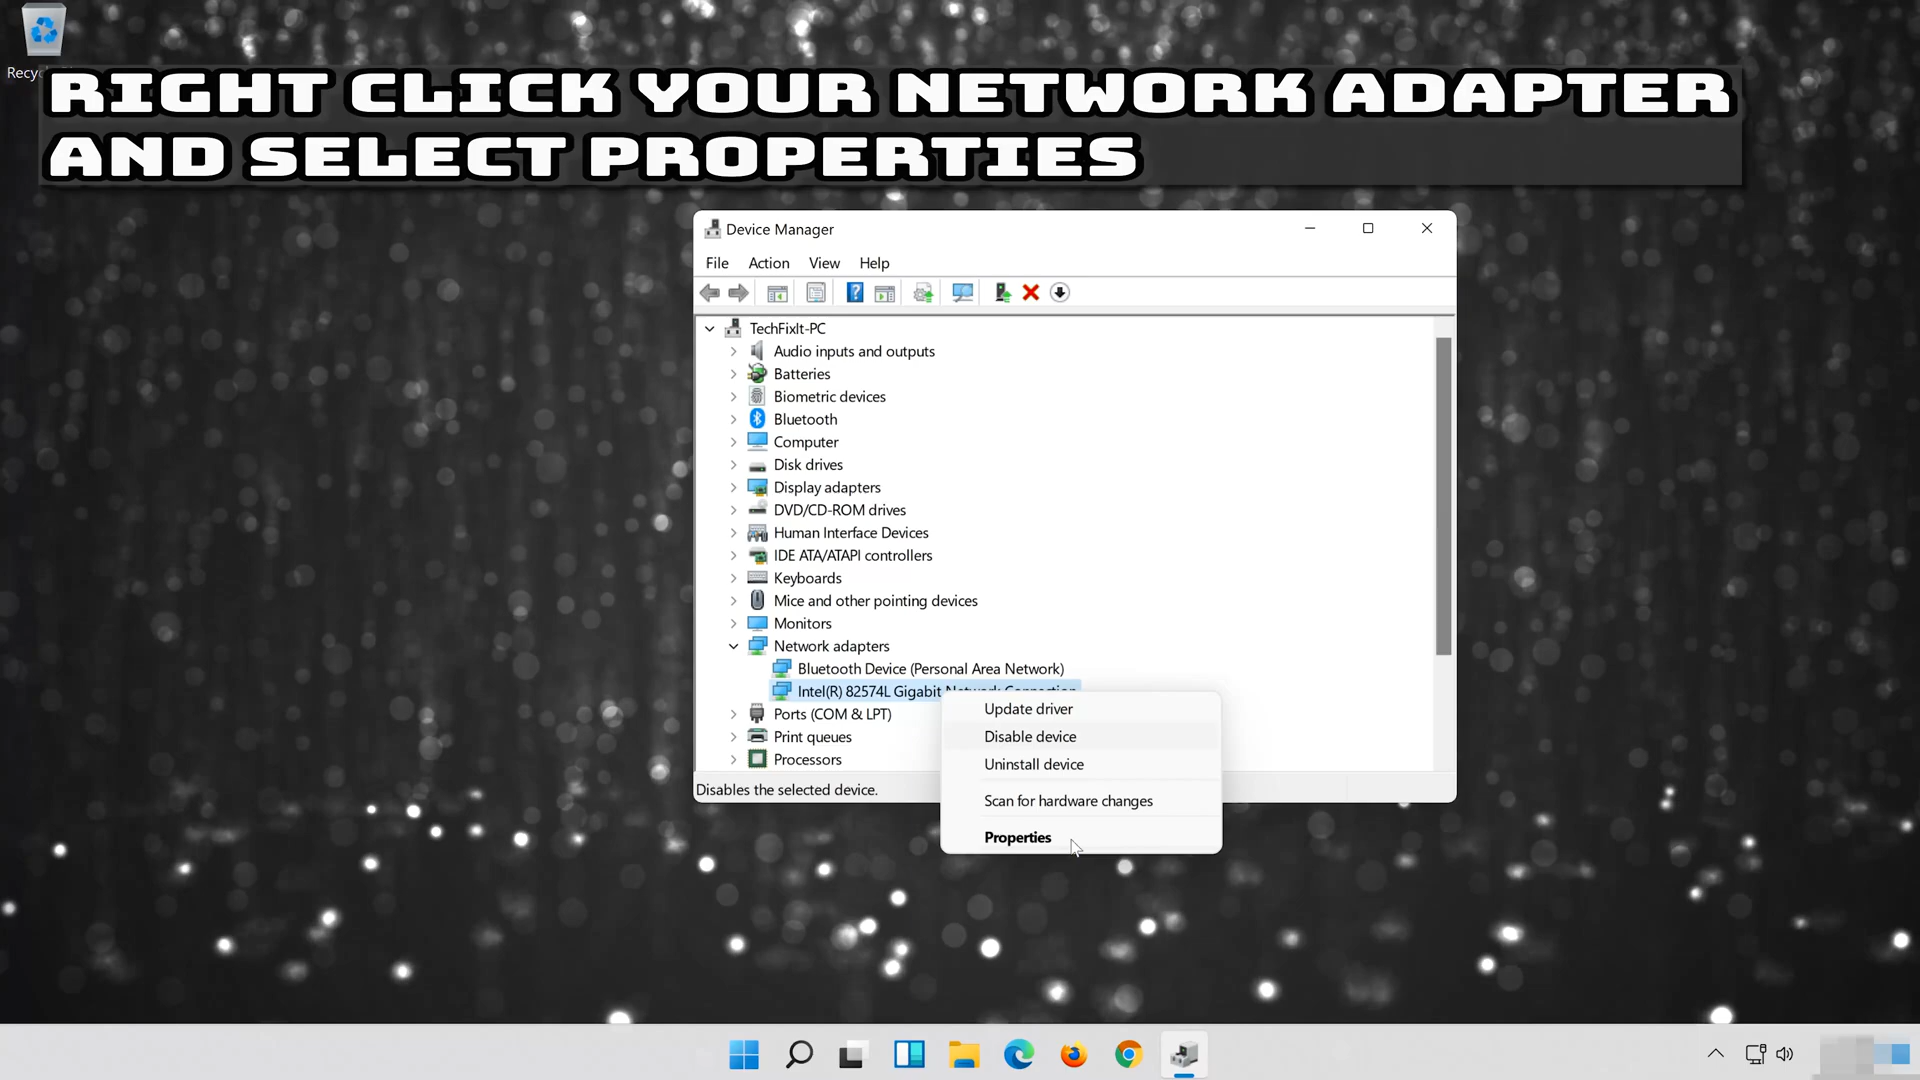 Recyc
RIGHT CLICK YOUR NETWORK ADAPTER
AND SELECT PROPERTIES
Device Manager
File Action View Help
TechFixIt-PC
Audio inputs and outputs
Batteries
Biometric devices
Bluetooth
Computer
Disk drives
Display adapters
DVD/CD-ROM drives
Human Interface Devices
IDE ATA/ATAPI controllers
Keyboards
Mice and other pointing devices
Monitors
Network adapters
Bluetooth Device (Personal Area Network)
Intel(R) 82574L Gigabit Network Connection
Update driver
Ports (COM & LPT)
Disable device
Print queues
Uninstall device
Processors
Disables the selected device.
Scan for hardware changes
Properties